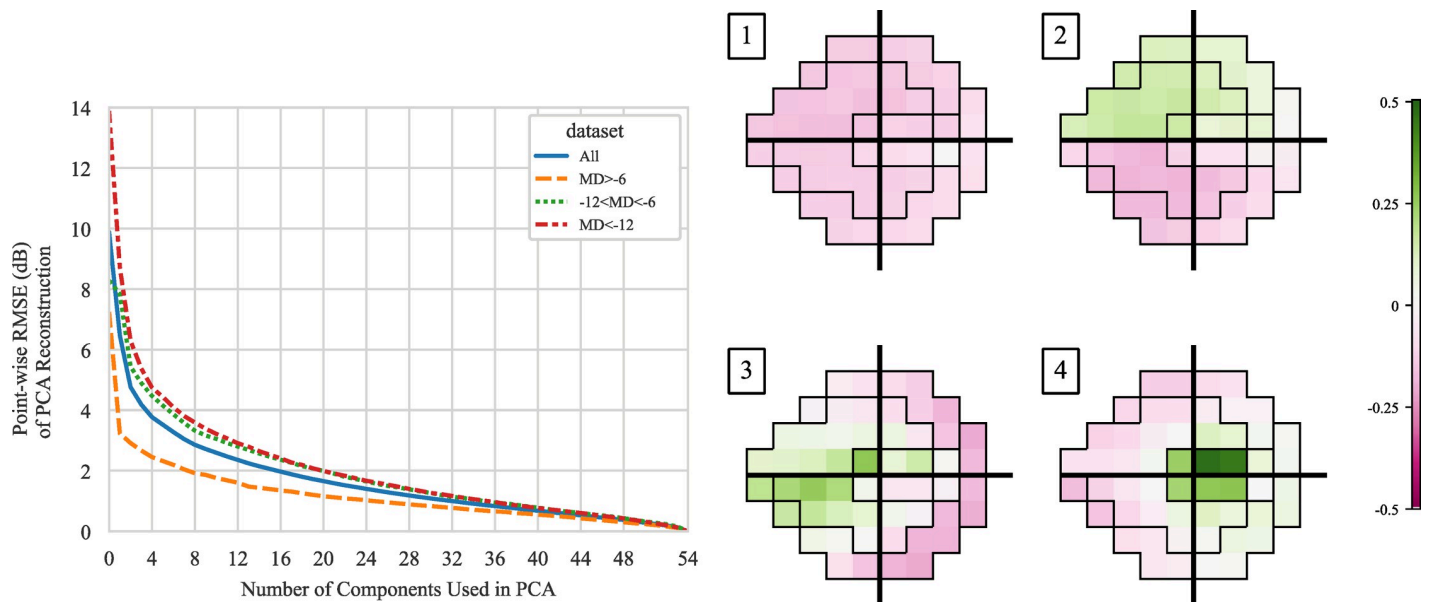 14
12
10
8
6
4
2
0
Point-wise RMSE (dB)
of PCA Reconstruction
dataset
All
MD>-6
-12<MD<-6
MD<-12
0 4 8 12 16 20 24 28 32 36 40 44 48 54
Number of Components Used in PCA
1
2
3
4
0.5
0.25
0
-0.25
-0.5